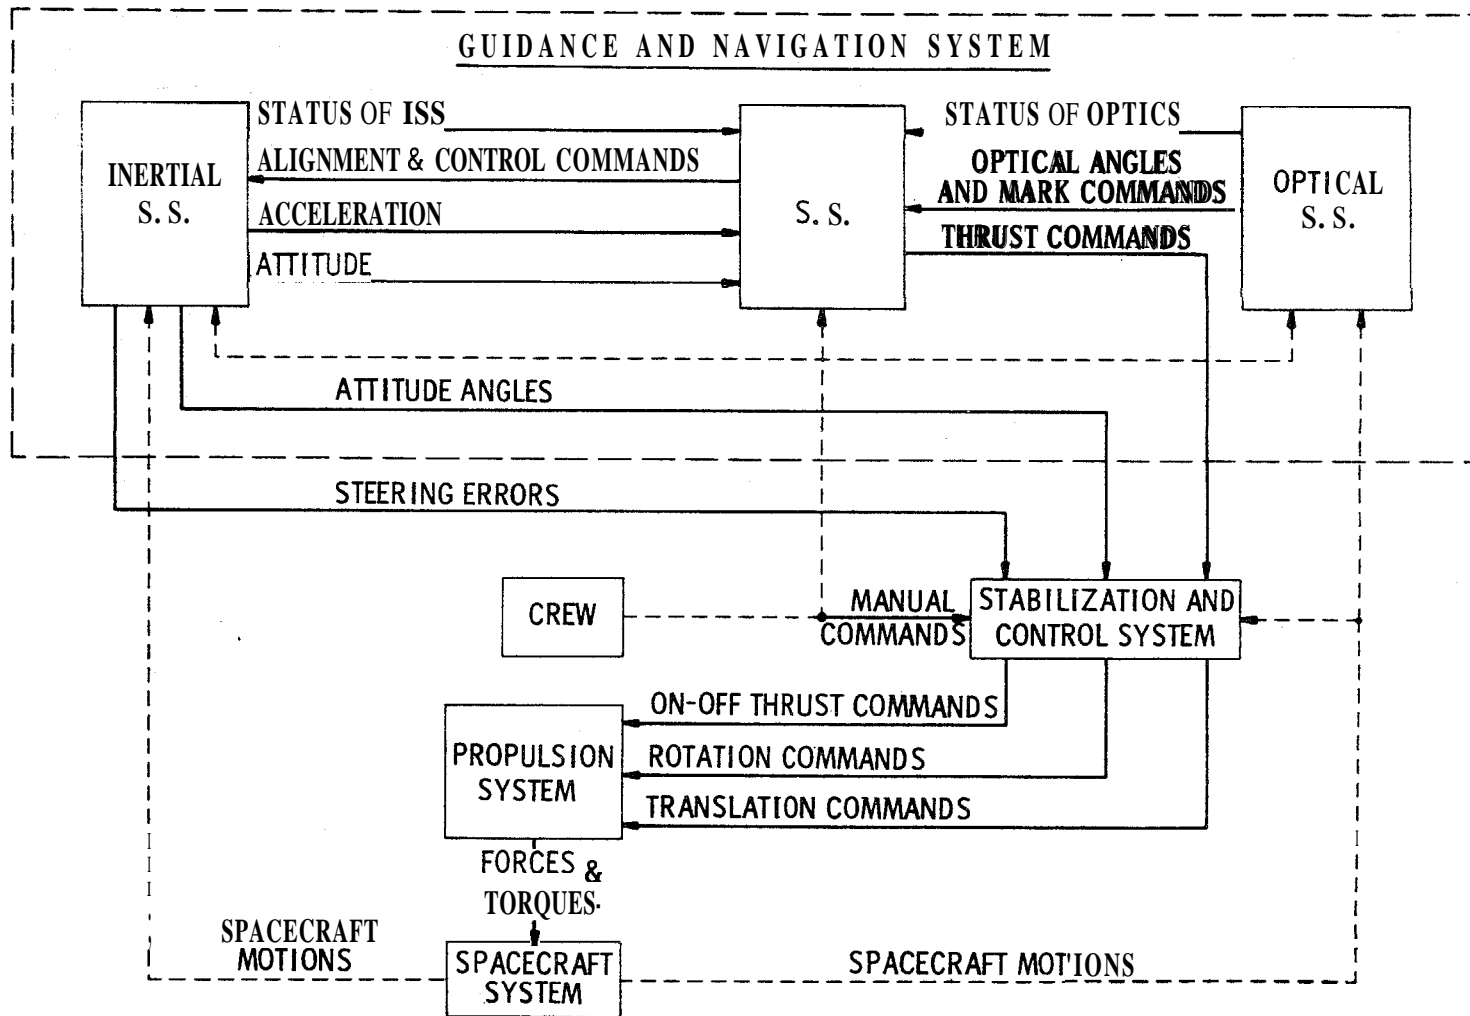 GUIDANCE AND NAVIGATION SYSTEM
STATUS OF ISS
STATUS OF OPTICS
ALIGNMENT & CONTROL COMMANDS
OPTICAL ANGLES
AND MARK COMMANDS
INERTIAL
S. S.
S. S.
OPTICAL
S. S.
ACCELERATION
THRUST COMMANDS
ATTITUDE
ATTITUDE ANGLES
STEERING ERRORS
CREW
MANUAL
COMMANDS
STABILIZATION AND
CONTROL SYSTEM
ON-OFF THRUST COMMANDS
PROPULSION
SYSTEM
ROTATION COMMANDS
TRANSLATION COMMANDS
FORCES &
TORQUES.
SPACECRAFT
MOTIONS
SPACECRAFT
SYSTEM
SPACECRAFT MOT'IONS